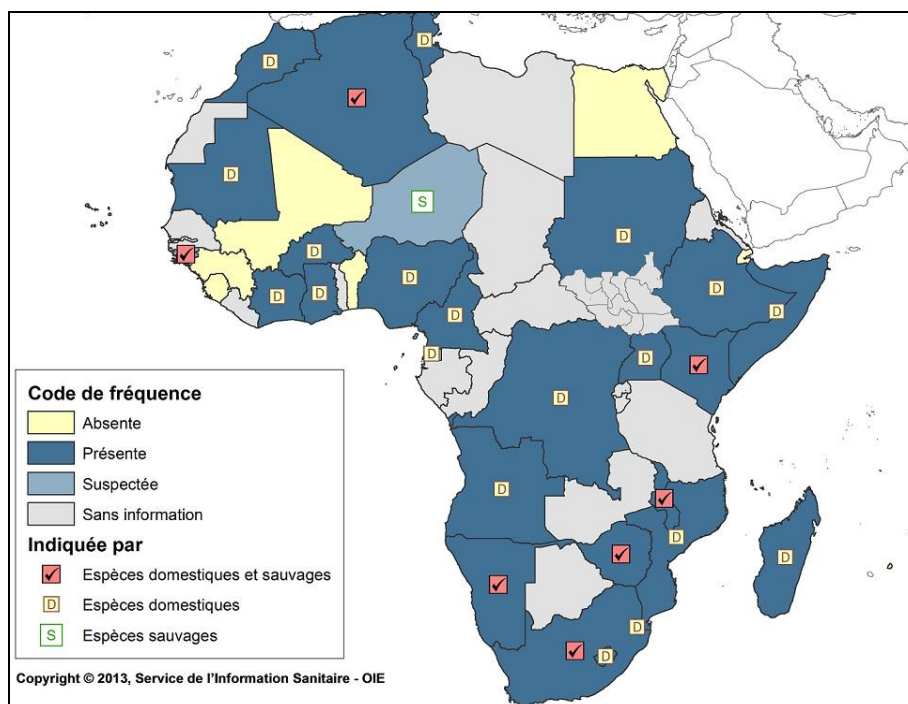 D
D
✓
D
S
D
✓
D
D
D
D
D
D
D
D
D
D
✓
D
D
✓
✓
D
D
✓
D
✓
D
Code de fréquence
Absente
Présente
Suspectée
Sans information
Indiquée par
✓ Espèces domestiques et sauvages
D Espèces domestiques
S Espèces sauvages
Copyright © 2013, Service de l'Information Sanitaire - OIE